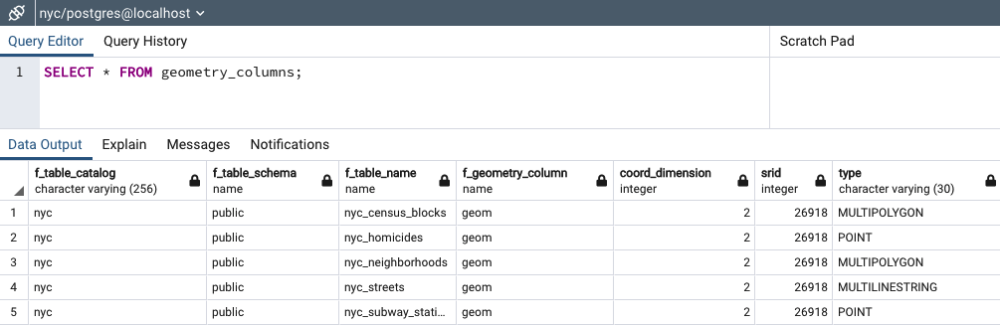 nyc/postgres@localhost
Query Editor Query History Scratch Pad
1 SELECT * FROM geometry_columns;
Data Output Explain Messages Notifications
f_table_catalog f_table_schema f_table_name f_geometry_column coord_dimension srid type
character varying (256) name name name integer integer character varying (30)
1 nyc public nyc_census_blocks geom 2 26918 MULTIPOLYGON
2 nyc public nyc_homicides geom 2 26918 POINT
3 nyc public nyc_neighborhoods geom 2 26918 MULTIPOLYGON
4 nyc public nyc_streets geom 2 26918 MULTILINESTRING
5 nyc public nyc_subway_stati... geom 2 26918 POINT